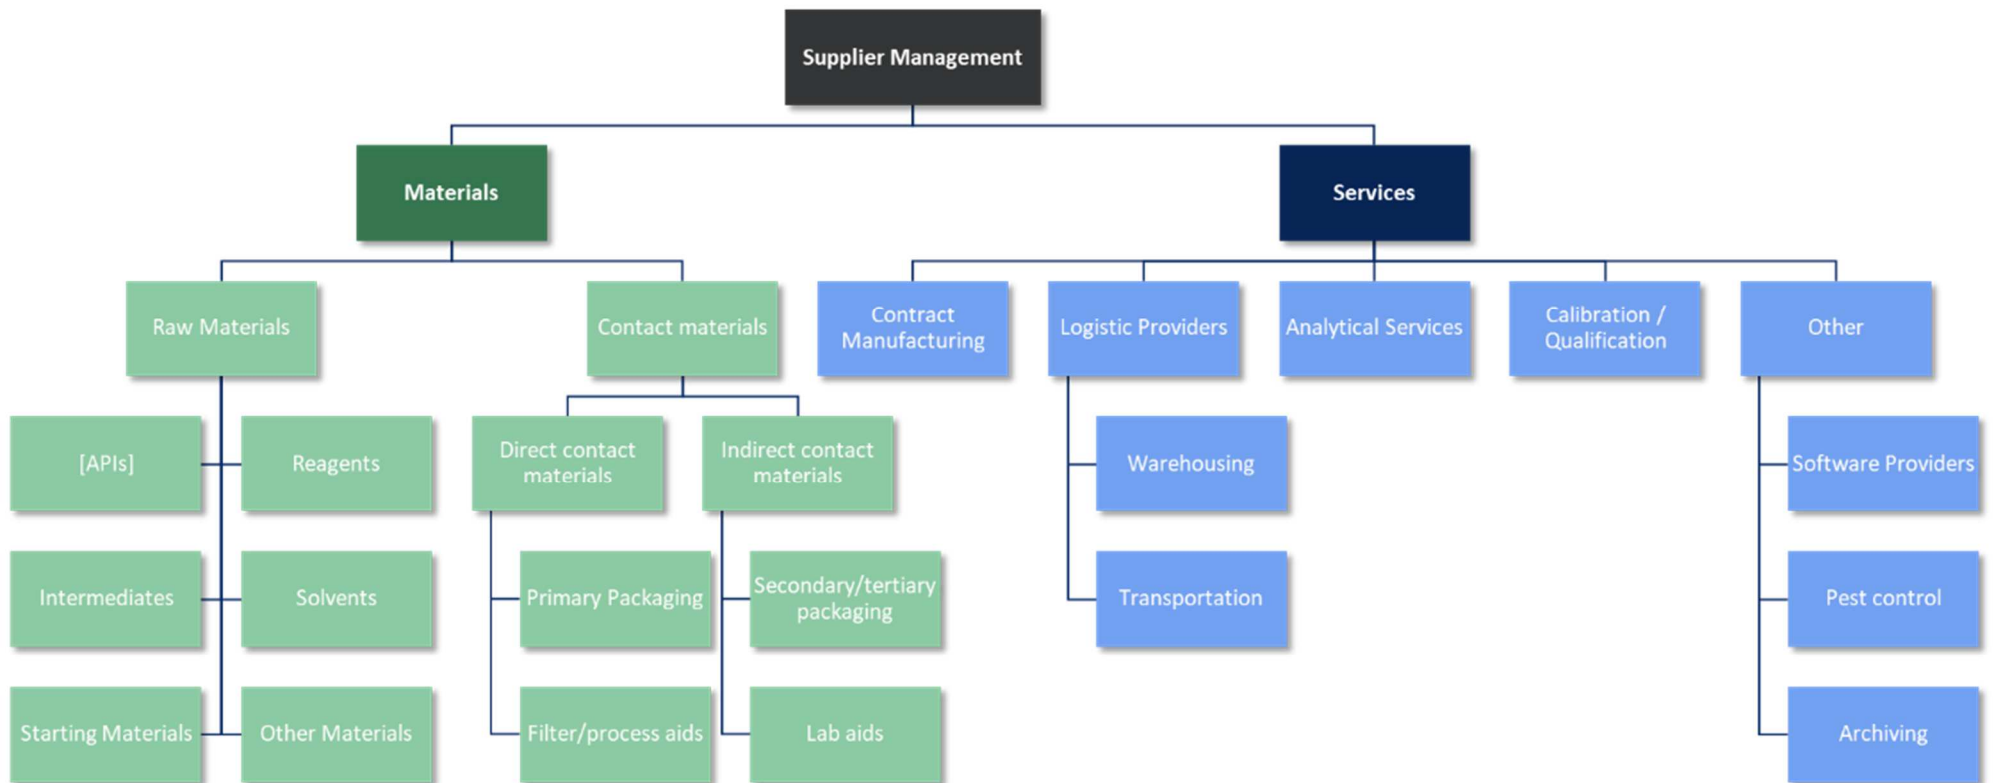 Supplier Management
Materials
Services
Raw Materials
Contact materials
Contract
Manufacturing
Logistic Providers
Analytical Services
Calibration /
Qualification
Other
[APIs]
Reagents
Direct contact
materials
Indirect contact
materials
Warehousing
Software Providers
Intermediates
Solvents
Primary Packaging
Secondary/tertiary
packaging
Transportation
Pest control
Starting Materials
Other Materials
Filter/process aids
Lab aids
Archiving